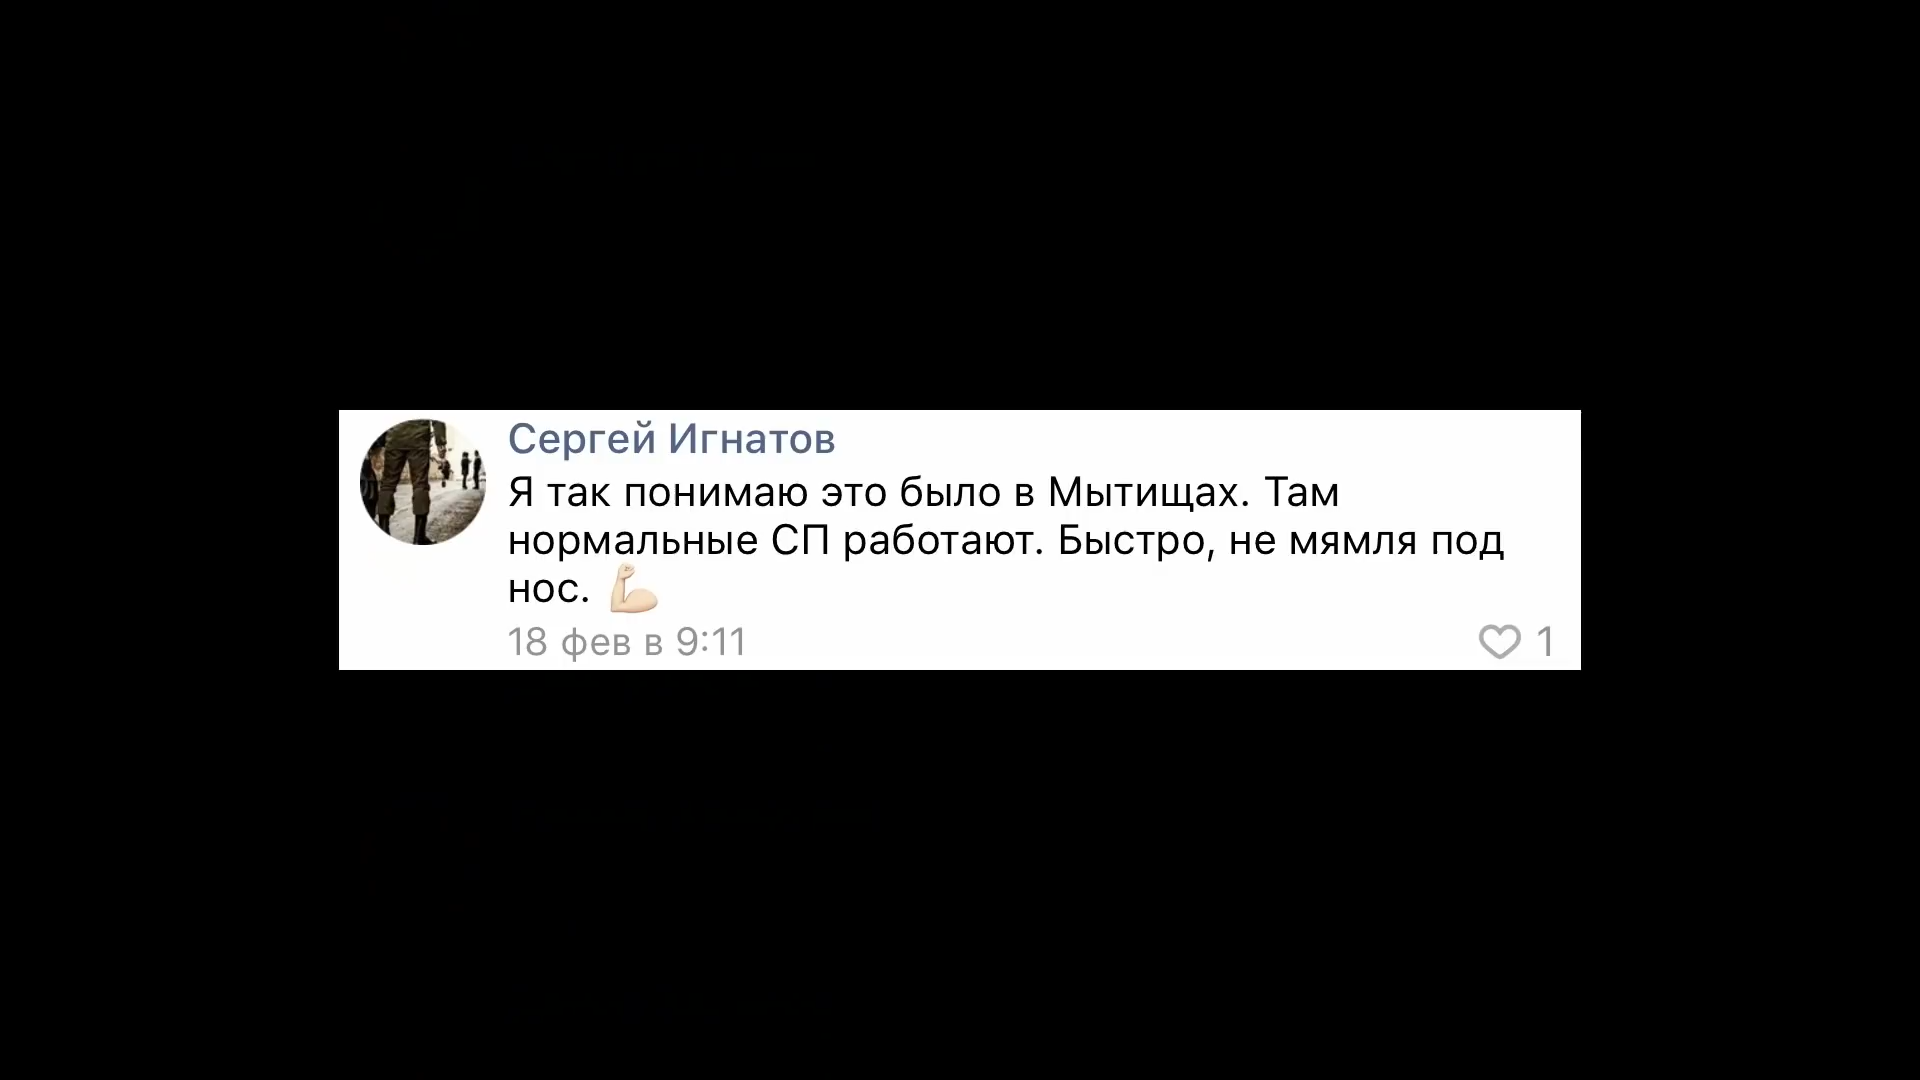 Сергей Игнатов
Я так понимаю это было в Мытищах. Там
нормальные СП работают. Быстро, не мямля под
нос. 💪🏻
18 фев в 9:11
1